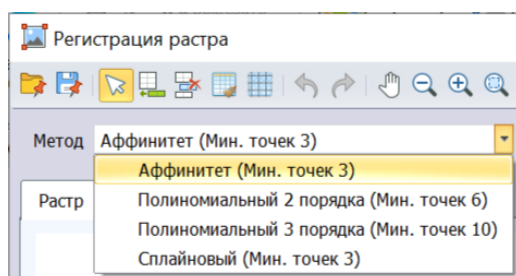 Регистрация растра
Метод Аффинитет (Мин. точек 3)
Аффинитет (Мин. точек 3)
Растр
Полиномиальный 2 порядка (Мин. точек 6)
Полиномиальный 3 порядка (Мин. точек 10)
Сплайновый (Мин. точек 3)